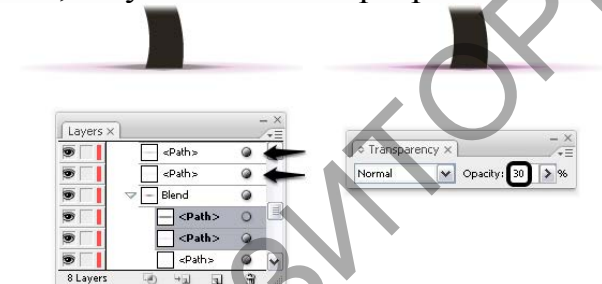 Layers ×
<Path>
<Path>
Blend
<Path>
<Path>
<Path>
8 Layers
Transparency ×
Normal
Opacity: 30 %